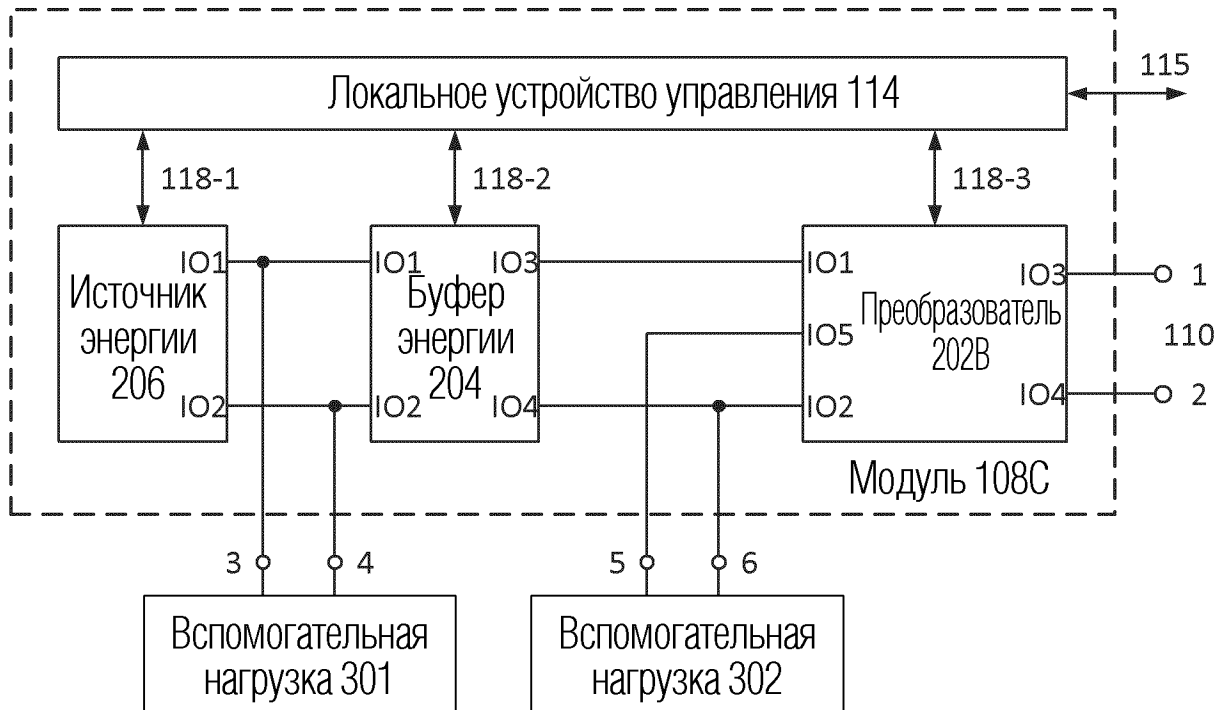 115
Локальное устройство управления 114
118-1
118-2
118-3
IO1
IO1
IO3
IO1
IO3
1
Источник
энергии
206
Буфер
энергии
204
IO5
Преобразователь
202B
110
IO2
IO2
IO4
IO2
IO4
2
Модуль 108C
3
4
5
6
Вспомогательная
нагрузка 301
Вспомогательная
нагрузка 302